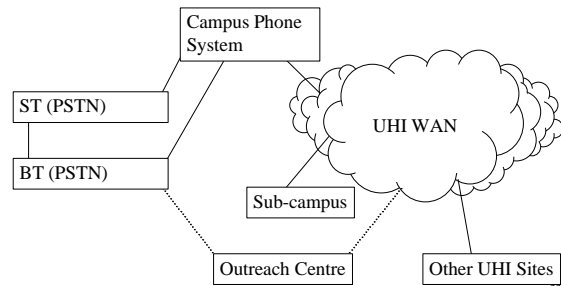 Campus Phone
System
ST (PSTN)
UHI WAN
BT (PSTN)
Sub-campus
Outreach Centre
Other UHI Sites